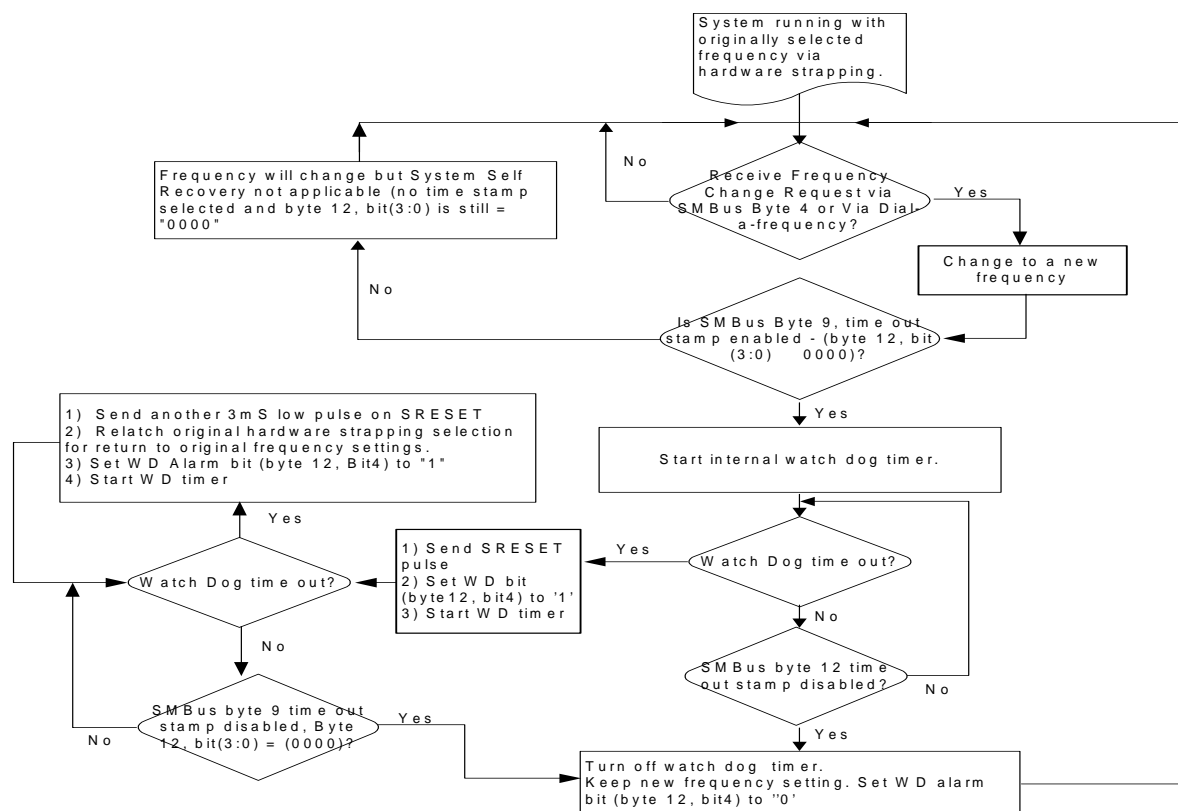 System running with
originally selected
frequency via
hardware strapping.
No
Receive Frequency
Change Request via
SMBus Byte 4 or Via Dial-
a-frequency?
Yes
Frequency will change but System Self
Recovery not applicable (no time stamp
selected and byte 12, bit(3:0) is still =
"0000"
Change to a new
frequency
No
Is SMBus Byte 9, time out
stamp enabled - (byte 12, bit
(3:0) 0000)?
Yes
1) Send another 3mS low pulse on SRESET
2) Relatch original hardware strapping selection
for return to original frequency settings.
3) Set WD Alarm bit (byte 12, Bit4) to "1"
4) Start WD timer
Start internal watch dog timer.
Yes
Watch Dog time out?
1) Send SRESET
pulse
2) Set WD bit
(byte12, bit4) to '1'
3) Start WD timer
Yes
Watch Dog time out?
No
No
SMBus byte 12 time
out stamp disabled?
No
SMBus byte 9 time out
stamp disabled, Byte
12, bit(3:0) = (0000)?
No
Yes
Yes
Turn off watch dog timer.
Keep new frequency setting. Set WD alarm
bit (byte 12, bit4) to ''0'